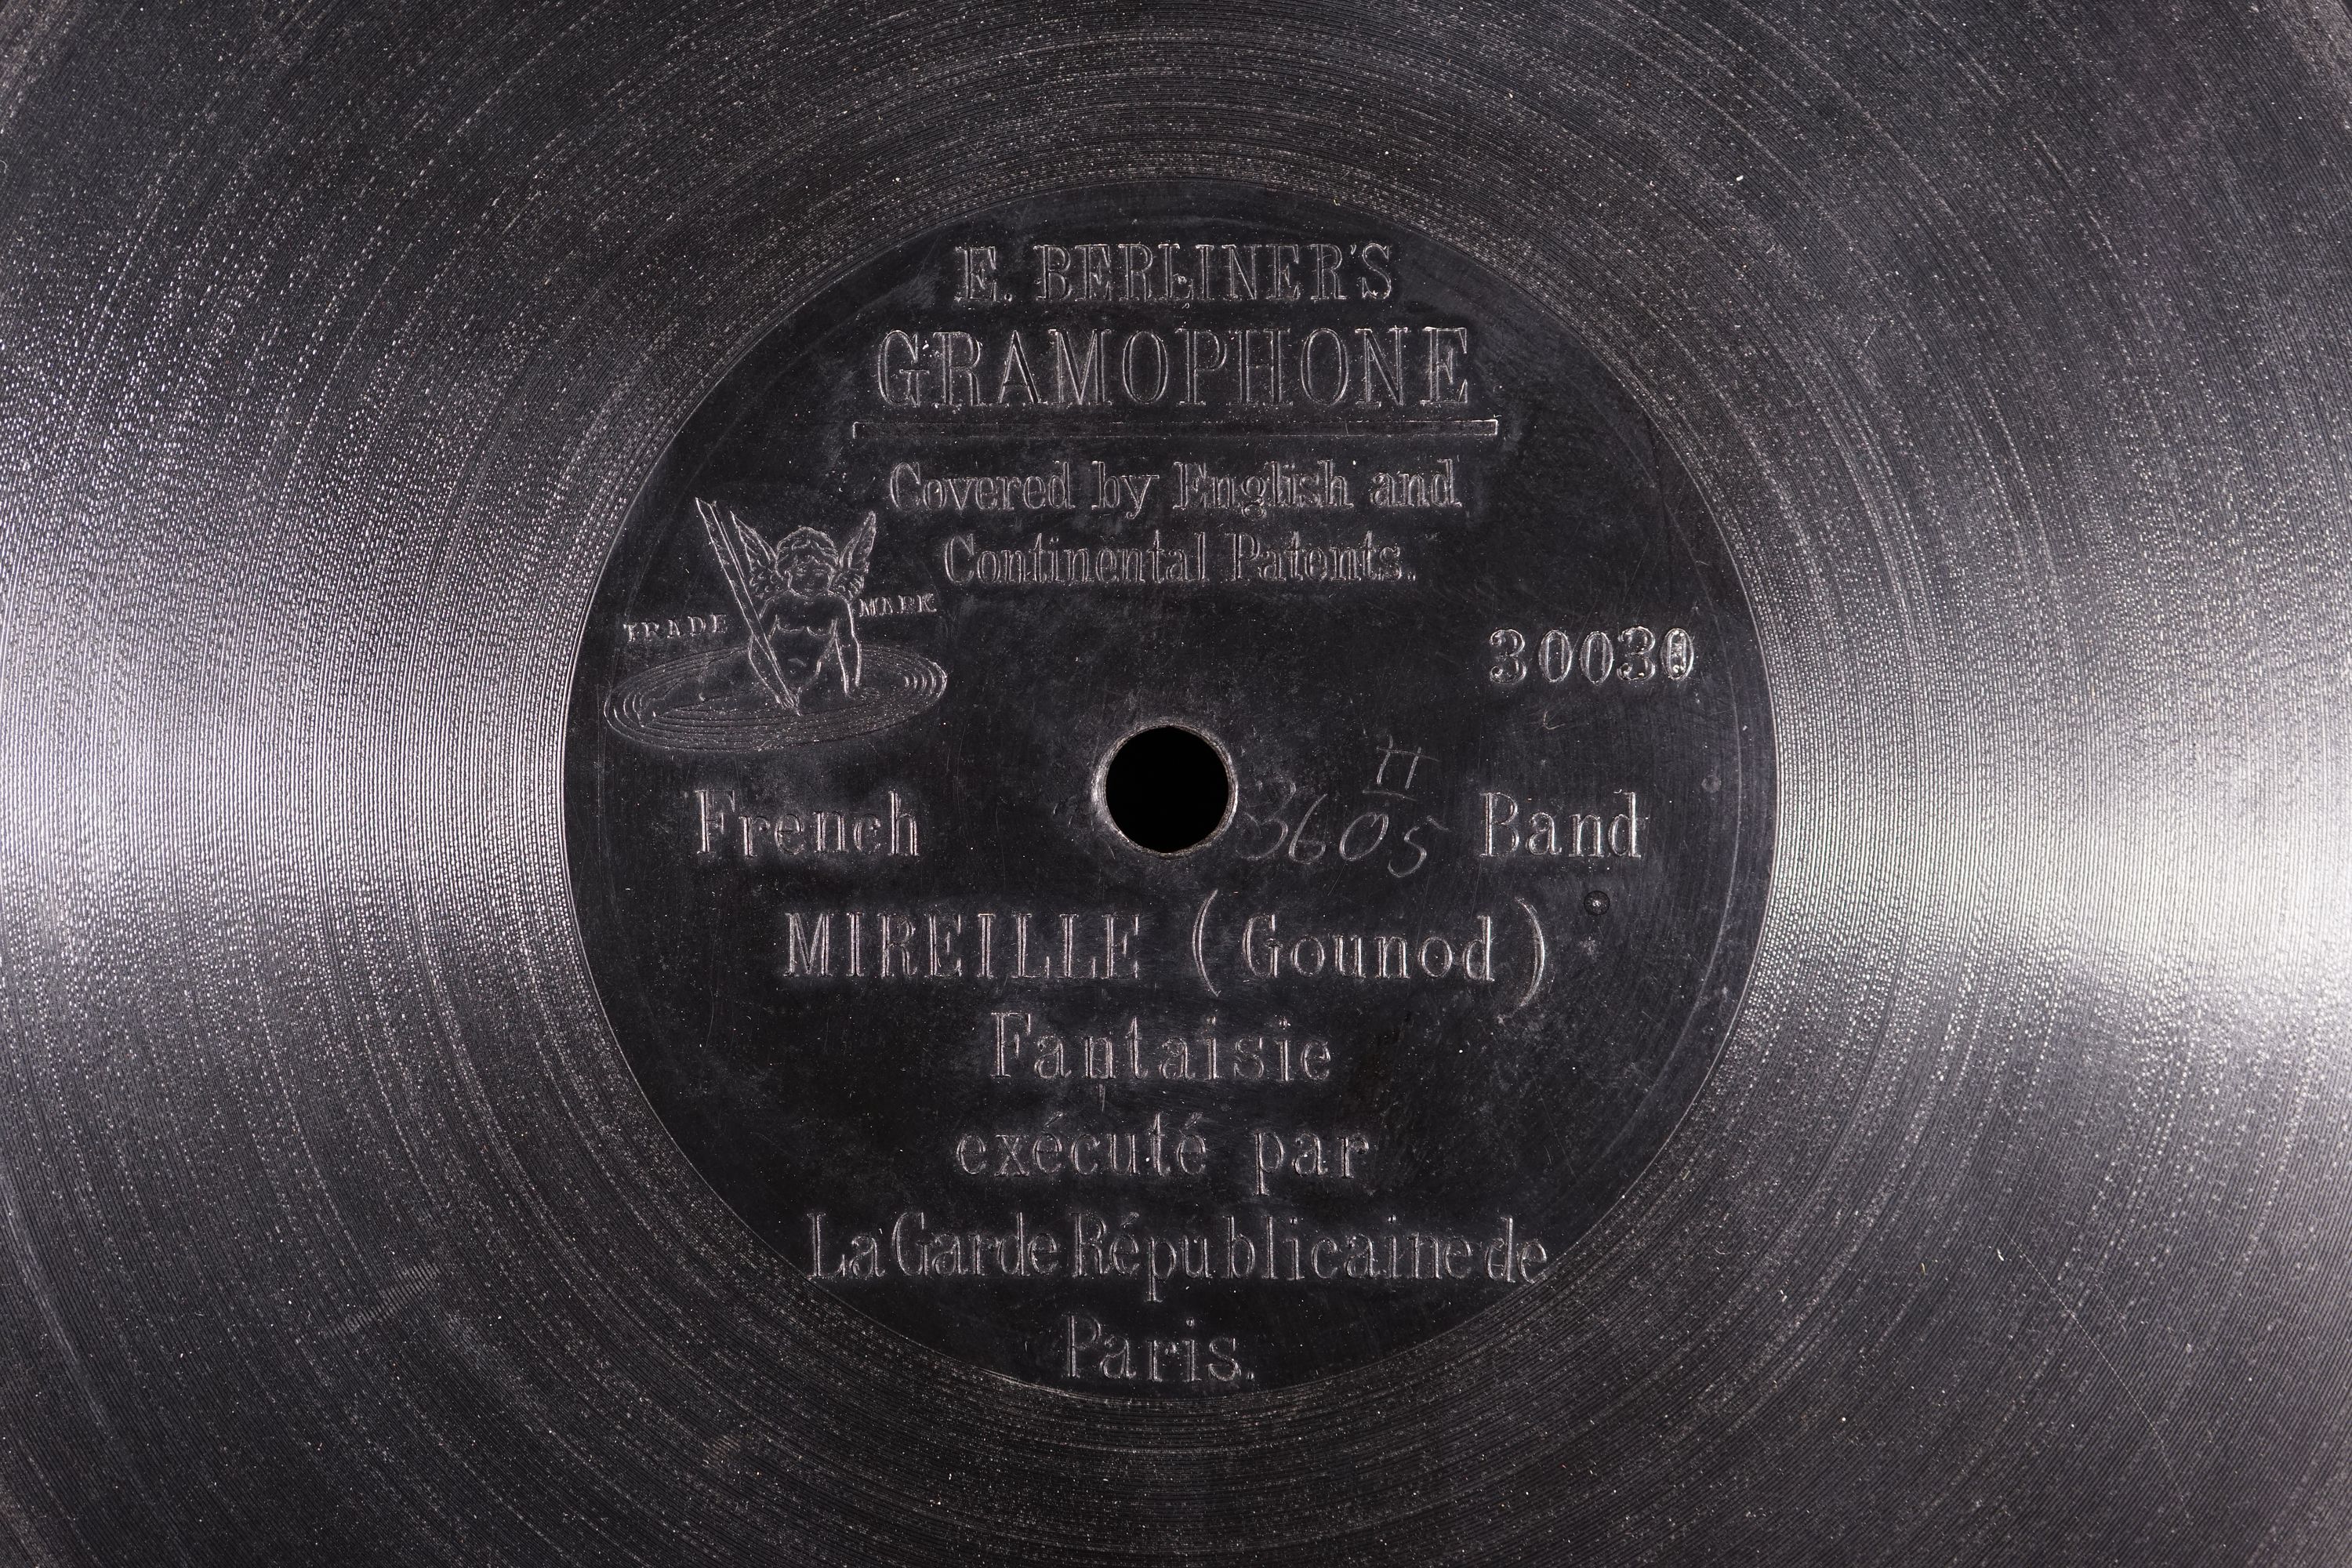 E. BERLINER'S
GRAMOPHONE
Covered by English and
Continental Patents.
TRADE MARK
30030
II
French 3605 Band
MIREILLE (Gounod)
Fantaisie
exécuté par
La Garde Républicaine de
Paris.